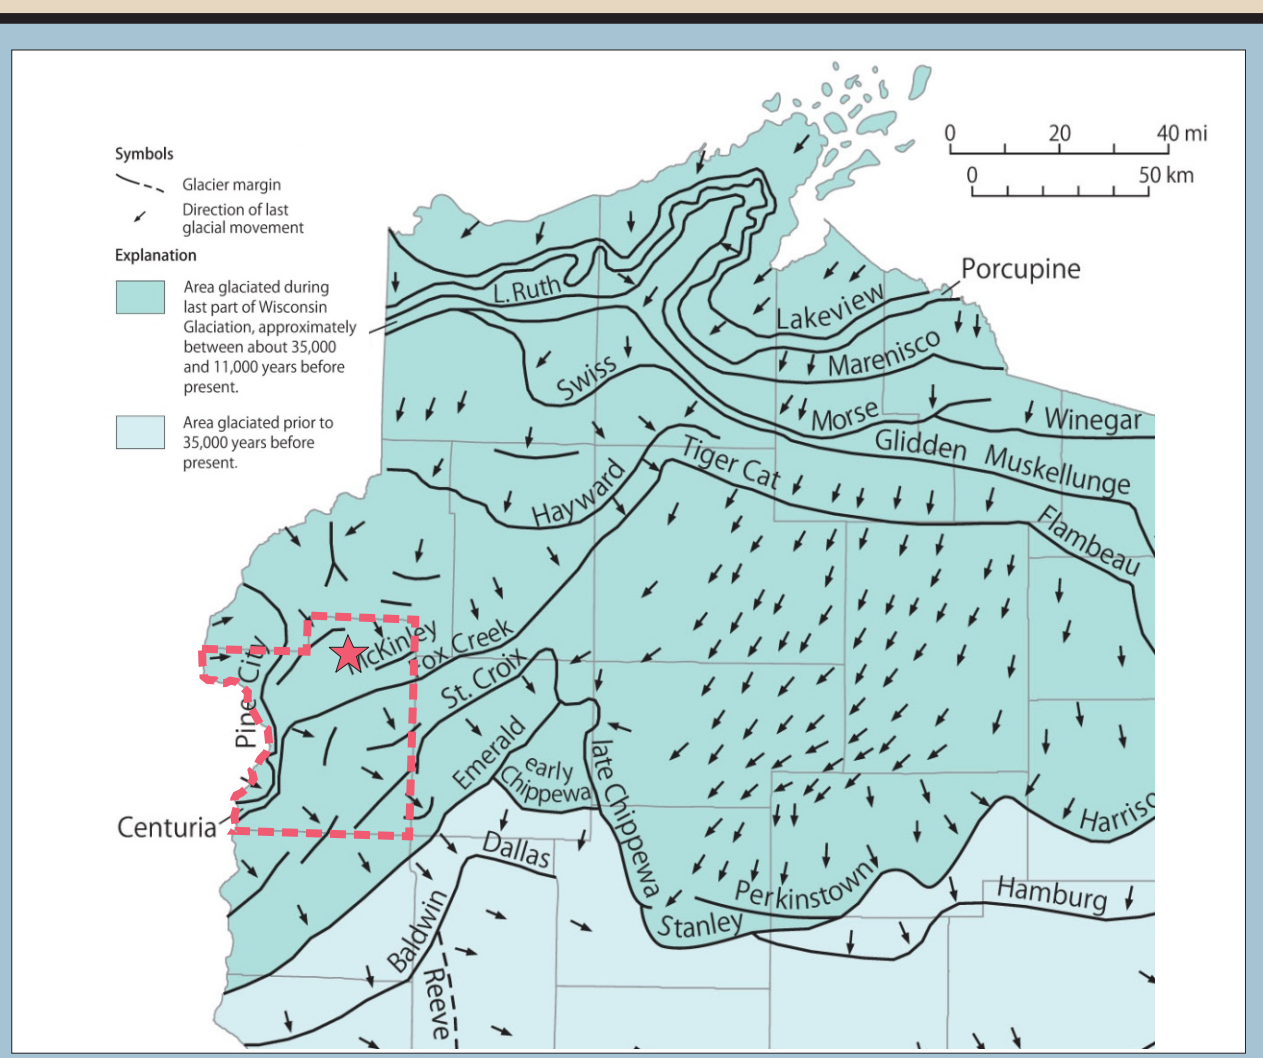 Symbols
Glacier margin
Direction of last
glacial movement
Explanation
Area glaciated during
last part of Wisconsin
Glaciation, approximately
between about 35,000
and 11,000 years before
present.
Area glaciated prior to
35,000 years before
present.
0 20 40 mi
0 50 km
Porcupine
L.Ruth
Lakeview
Marenisco
Swiss
Morse
Winegar
Glidden
Muskellunge
Tiger Cat
Hayward
Flambeau
McKinley
Fox Creek
St. Croix
Pine City
Emerald
early
Chippewa
late Chippewa
Centuria
Dallas
Harriso
Perkinstown
Hamburg
Stanley
Baldwin
Reeve